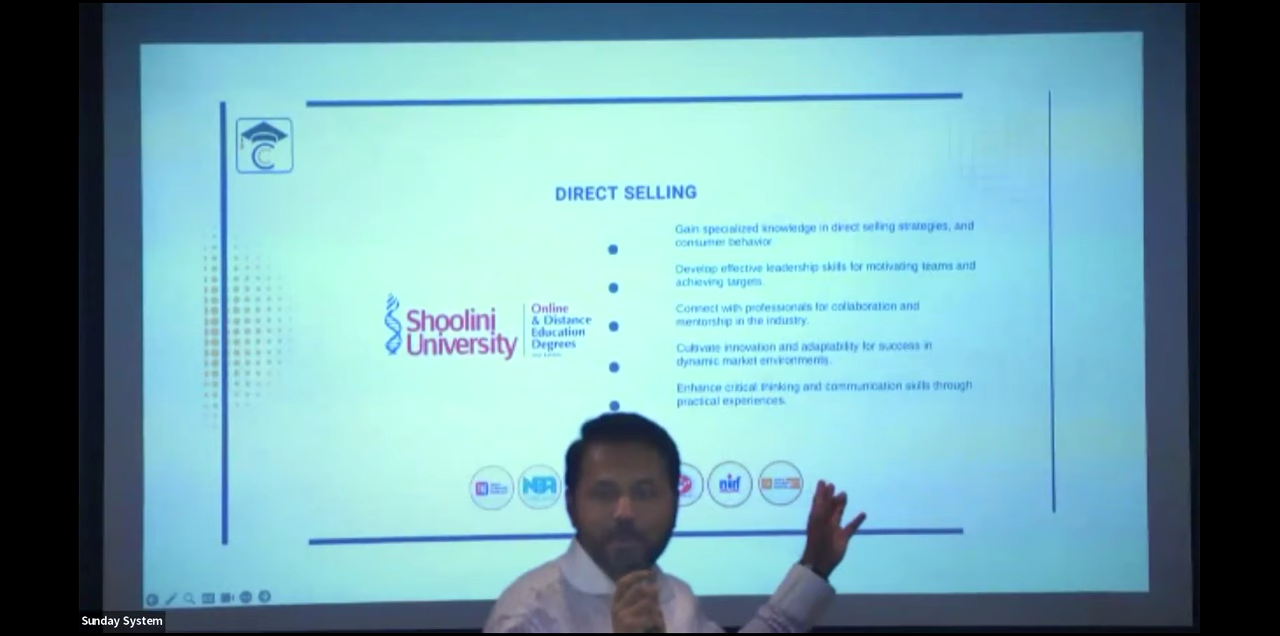 DIRECT SELLING
Gain specialized knowledge in direct selling strategies, and
consumer behavior
Develop effective leadership skills for motivating teams and
achieving targets.
Connect with professionals for collaboration and
mentorship in the industry.
Cultivate innovation and adaptability for success in
dynamic market environments.
Enhance critical thinking and communication skills through
practical experiences.
Shoolini
University
Online
& Distance
Education
Degrees
NBA
nirf
Sunday System